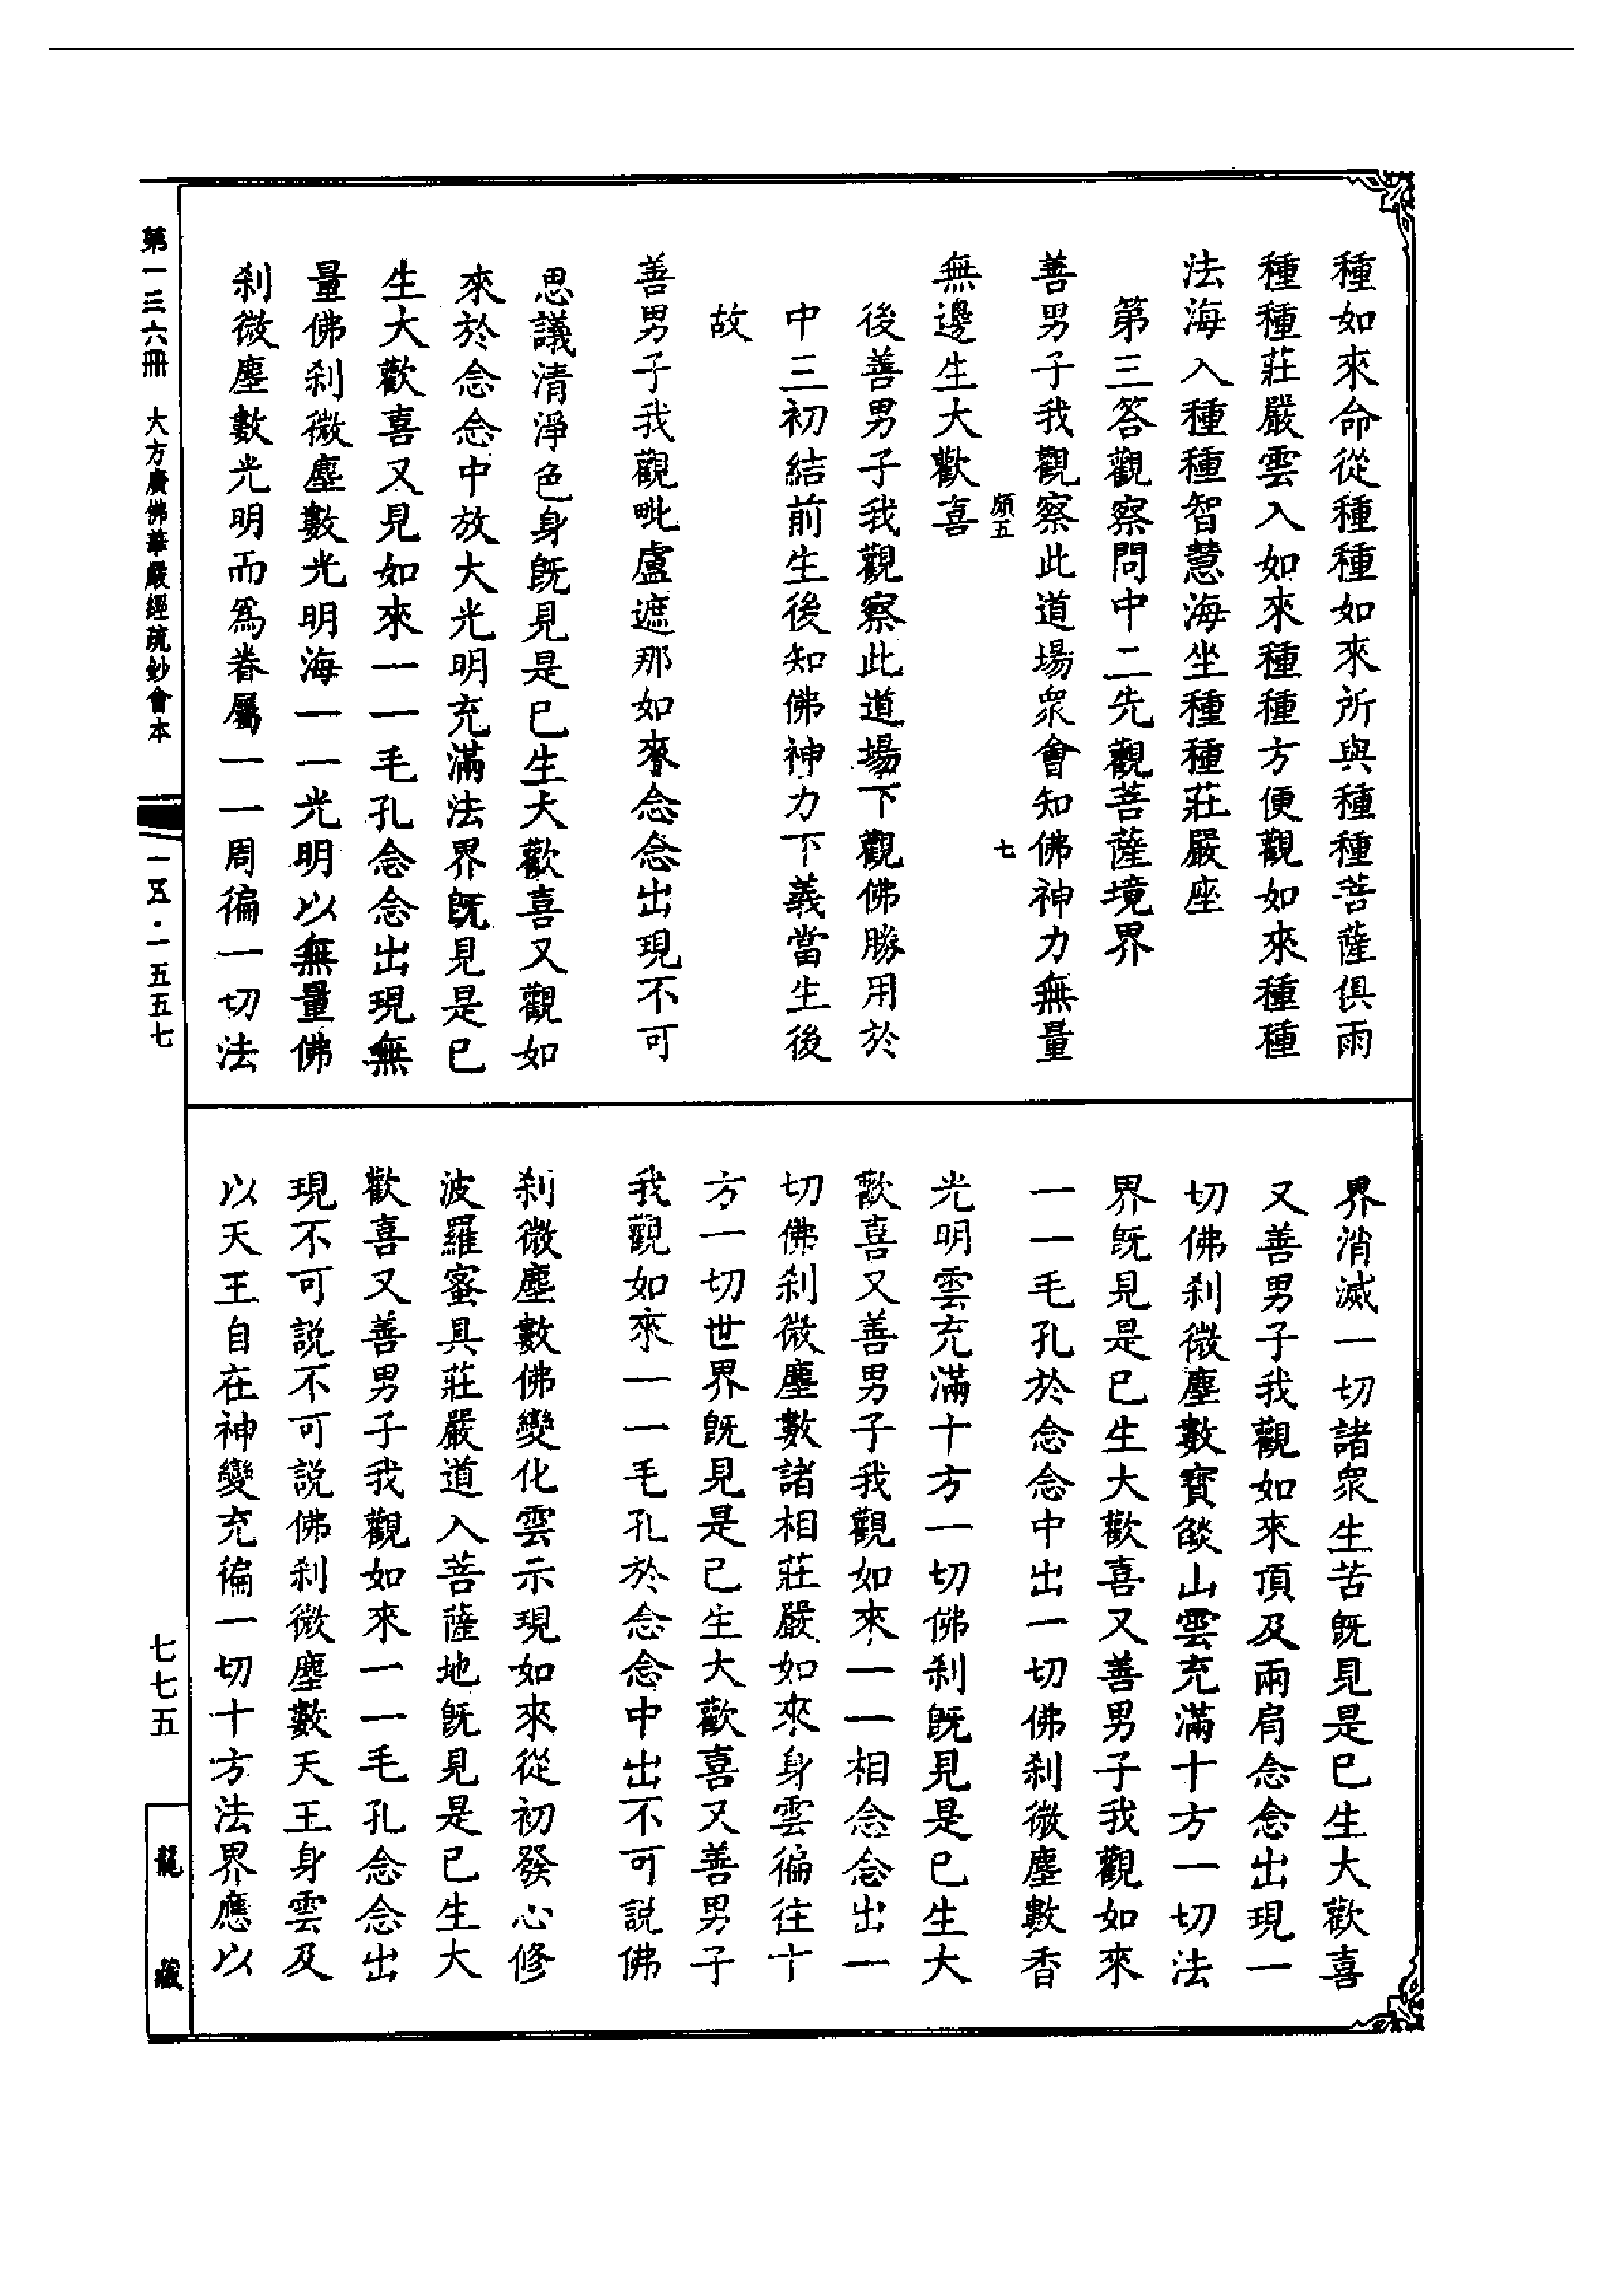 種如來命從種種如來所與種種菩薩俱雨
種種莊嚴雲入如來種種方便觀如來種種
法海入種種智慧海坐種種莊嚴座
第三答觀察問中二先觀菩薩境界
善男子我觀察此道場眾會知佛神力無量
頎五 七
無邊生大歡喜
後善男子我觀察此道場下觀佛勝用於
中三初結前生後知佛神力下義當生後
故
善男子我觀毗盧遮那如來念念出現不可
思議清淨色身既見是已生大歡喜又觀如
來於念念中放大光明充滿法界既見是已
生大歡喜又見如來一一毛孔念念出現無
量佛刹微塵數光明海一一光明以無量佛
刹微塵數光明而為眷屬一一周徧一切法
界消滅一切諸眾生苦既見是已生大歡喜
又善男子我觀如來頂及兩肩念念出現一
切佛刹微塵數寶燄山雲充滿十方一切法
界既見是已生大歡喜又善男子我觀如來
一一毛孔於念念中出一切佛刹微塵數香
光明雲充滿十方一切佛刹既見是已生大
歡喜又善男子我觀如來一一相念念出一
切佛刹微塵數諸相莊嚴如來身雲徧往十
方一切世界既見是已生大歡喜又善男子
我觀如來一一毛孔於念念中出不可說佛
刹微塵數佛變化雲示現如來從初發心修
波羅蜜具莊嚴道入菩薩地既見是已生大
歡喜又善男子我觀如來一一毛孔念念出
現不可說不可說佛刹微塵數天王身雲及
以天王自在神變充徧一切十方法界應以
第一三六冊 大方廣佛華嚴經疏鈔會本
一五五七
七七五
龍藏